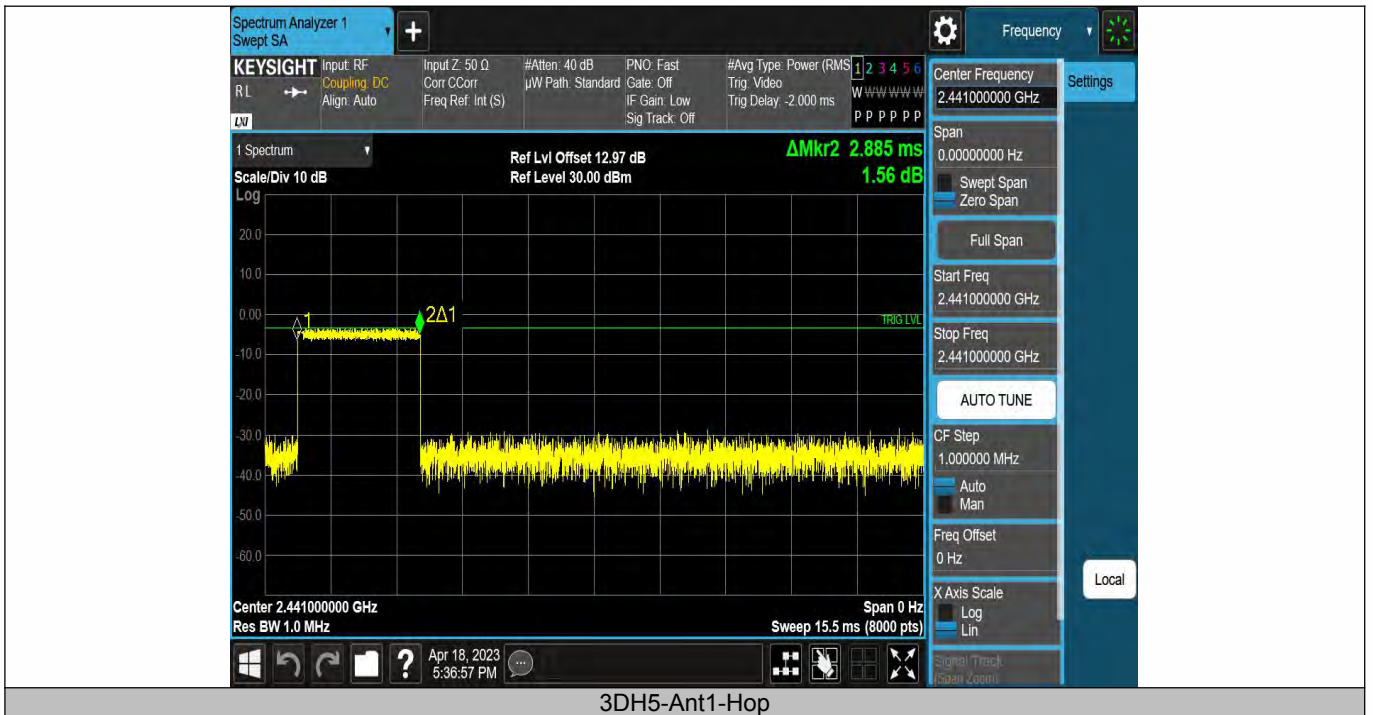 Spectrum Analyzer 1
Swept SA
+
Frequency
KEYSIGHT
RL
LXI
Input: RF
Coupling: DC
Align: Auto
Input Z: 50 Ω
Corr CCorr
Freq Ref: Int (S)
#Atten: 40 dB
µW Path: Standard
PNO: Fast
Gate: Off
IF Gain: Low
Sig Track: Off
#Avg Type: Power (RMS
Trig: Video
Trig Delay: -2.000 ms
1 2 3 4 5 6
W W W W W W
P P P P P P
1 Spectrum
Scale/Div 10 dB
Log
Ref Lvl Offset 12.97 dB
Ref Level 30.00 dBm
ΔMkr2 2.885 ms
1.56 dB
20.0
10.0
0.00
-10.0
-20.0
-30.0
-40.0
-50.0
-60.0
1
2Δ1
TRIG LVL
Center 2.441000000 GHz
Res BW 1.0 MHz
Span 0 Hz
Sweep 15.5 ms (8000 pts)
Center Frequency
2.441000000 GHz
Settings
Span
0.00000000 Hz
Swept Span
Zero Span
Full Span
Start Freq
2.441000000 GHz
Stop Freq
2.441000000 GHz
AUTO TUNE
CF Step
1.000000 MHz
Auto
Man
Freq Offset
0 Hz
X Axis Scale
Log
Lin
Signal Track
(Span Zoom)
Local
?
Apr 18, 2023
5:36:57 PM
3DH5-Ant1-Hop